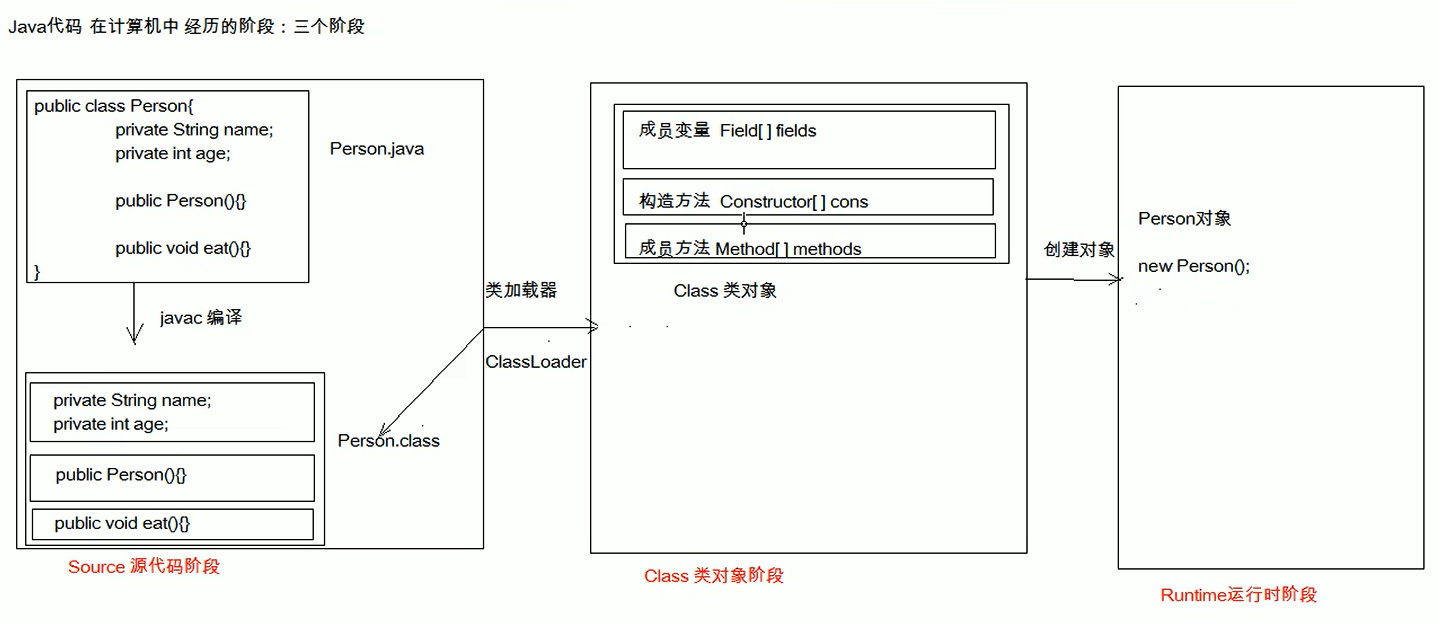 Java代码 在计算机中 经历的阶段：三个阶段
public class Person{
private String name;
private int age;
public Person(){}
public void eat(){}
}
Person.java
javac 编译
private String name;
private int age;
public Person(){}
public void eat(){}
Person.class
Source 源代码阶段
类加载器
ClassLoader
成员变量 Field[ ] fields
构造方法 Constructor[ ] cons
成员方法 Method[ ] methods
Class 类对象
Class 类对象阶段
创建对象
Person对象
new Person();
Runtime运行时阶段